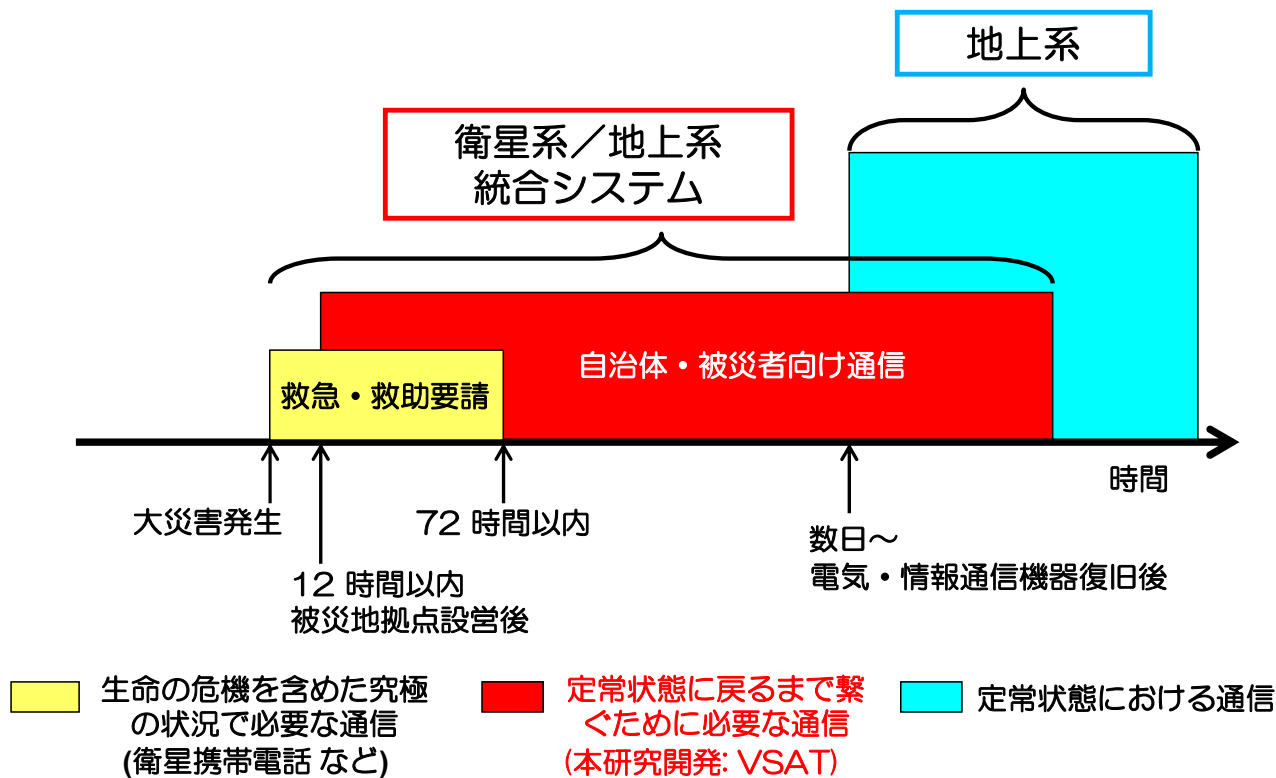 地上系
衛星系／地上系
統合システム
自治体・被災者向け通信
救急・救助要請
時間
大災害発生
72 時間以内
数日～
電気・情報通信機器復旧後
12 時間以内
被災地拠点設営後
生命の危機を含めた究極
の状況で必要な通信
(衛星携帯電話 など)
定常状態に戻るまで繋
ぐために必要な通信
(本研究開発: VSAT)
定常状態における通信